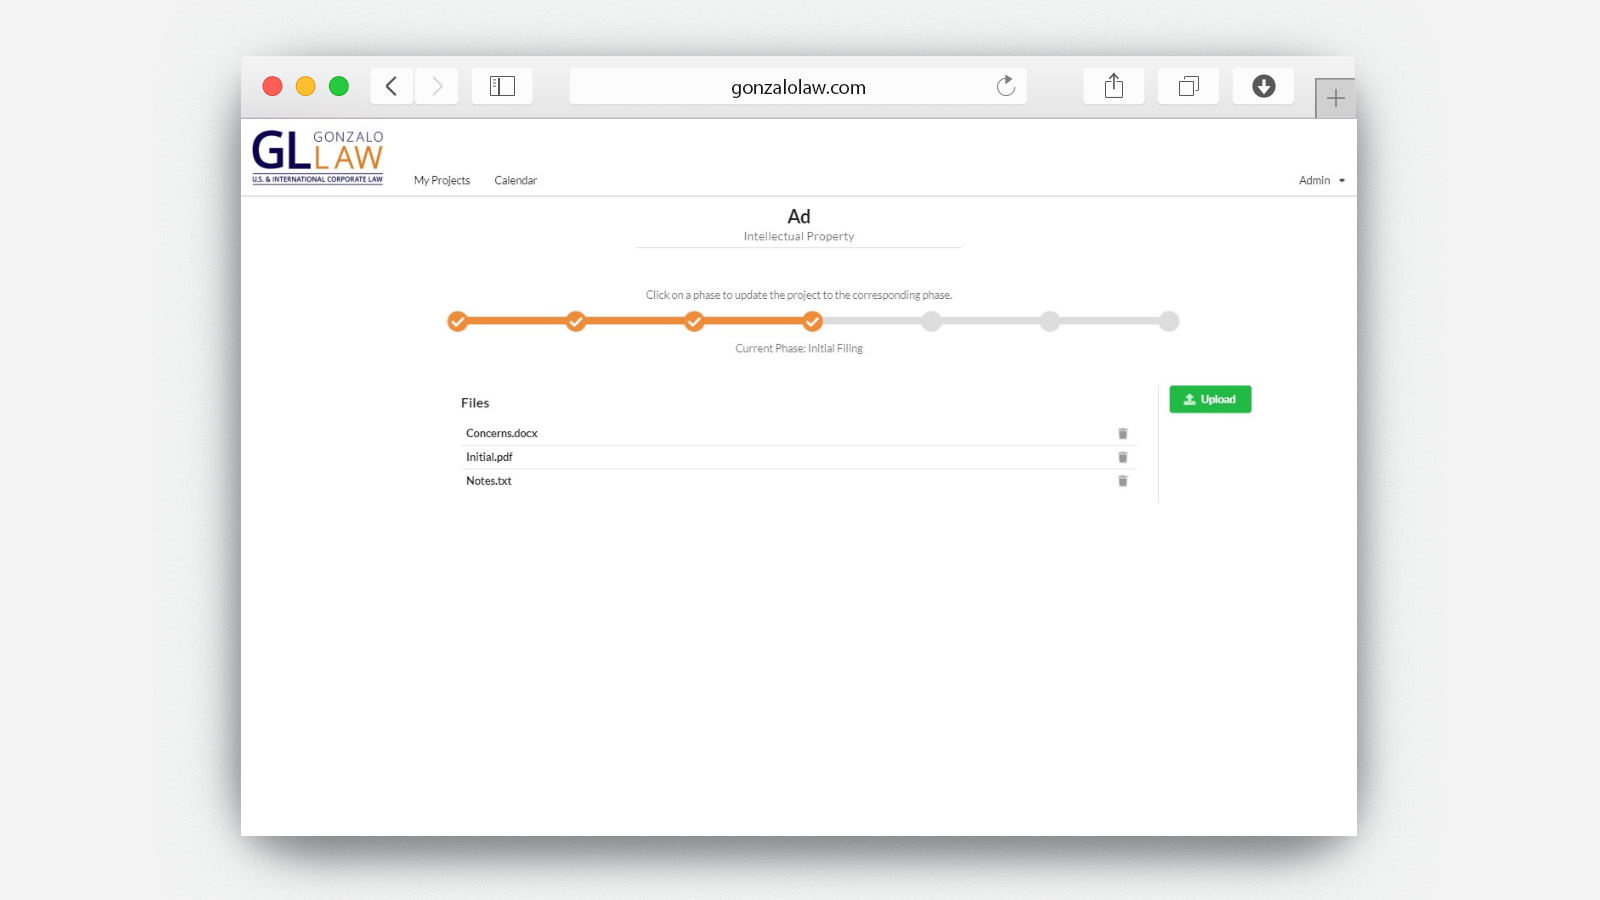 gonzalolaw.com
GL GONZALO LAW
U.S. & INTERNATIONAL CORPORATE LAW
My Projects
Calendar
Admin
Ad
Intellectual Property
Click on a phase to update the project to the corresponding phase.
Current Phase: Initial Filing
Files
Upload
Concerns.docx
Initial.pdf
Notes.txt